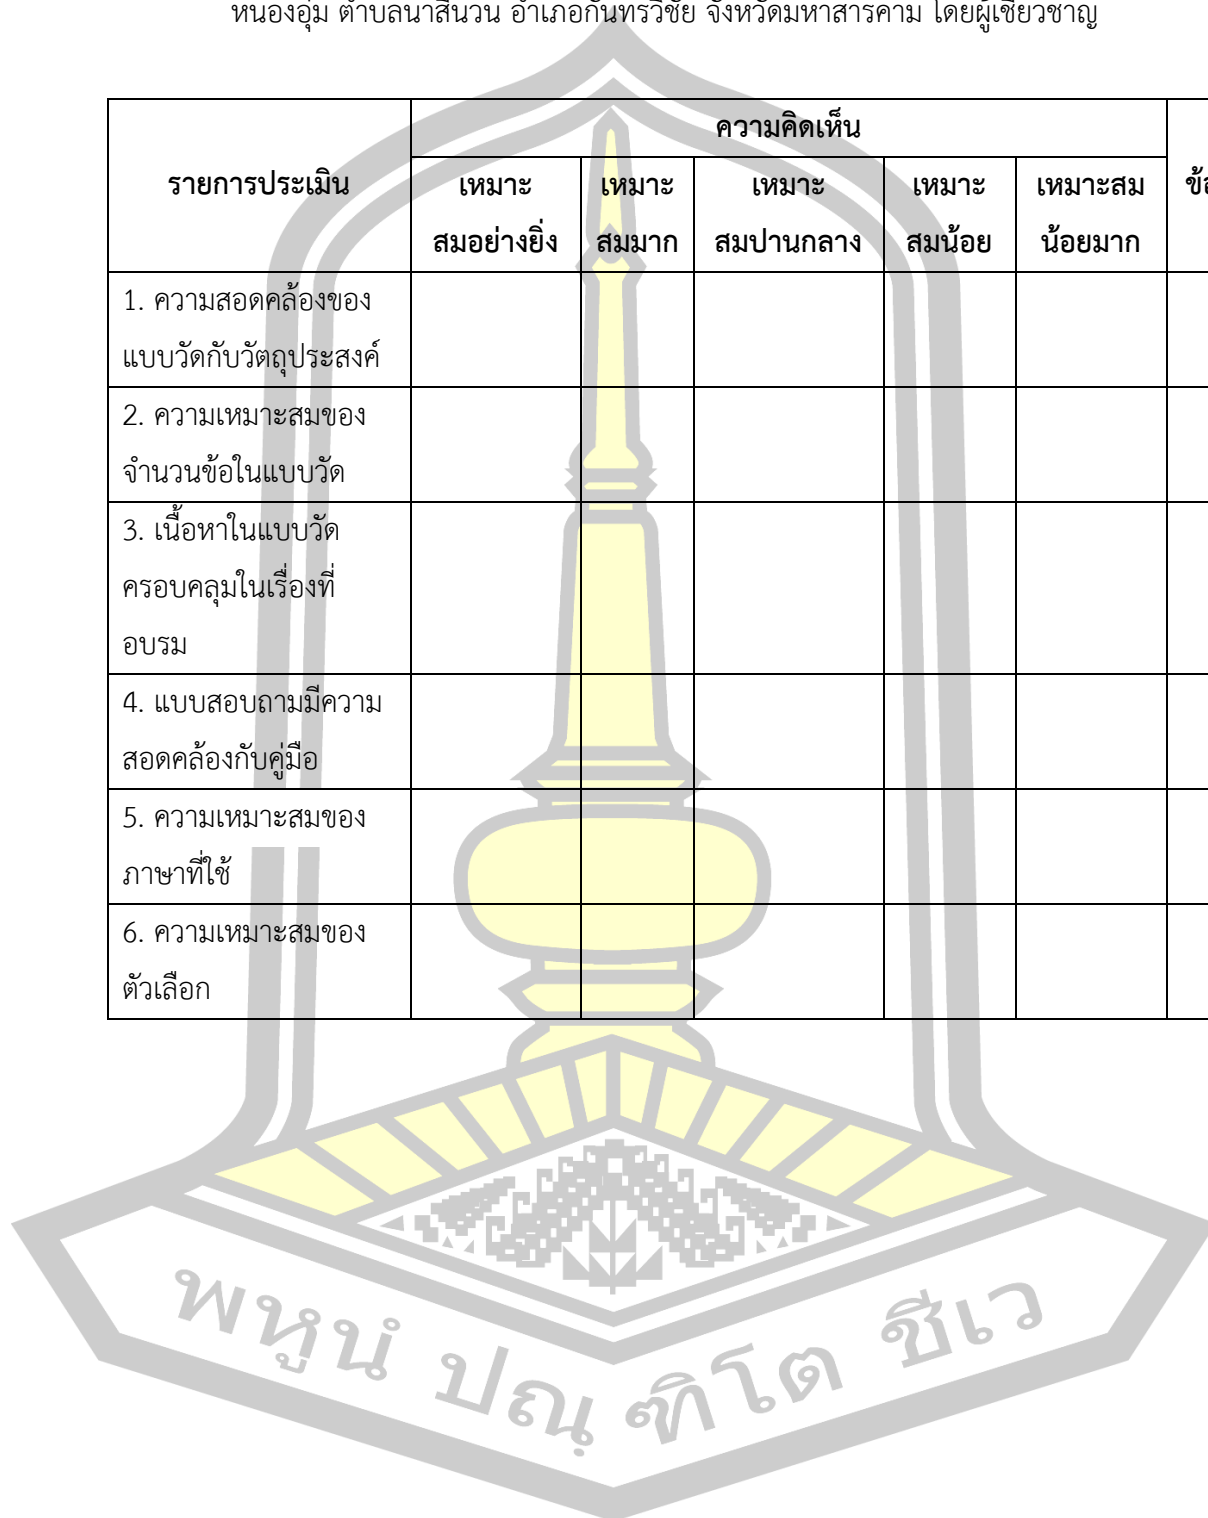 หนองอุ่ม ตำบลนาสีนวน อำเภอกันทรวิชัย จังหวัดมหาสารคาม โดยผู้เชี่ยวชาญ
ความคิดเห็น
รายการประเมิน
เหมาะ
สมอย่างยิ่ง
เหมาะ
สมมาก
เหมาะ
สมปานกลาง
เหมาะ
สมน้อย
เหมาะสม
น้อยมาก
1. ความสอดคล้องของ
แบบวัดกับวัตถุประสงค์
2. ความเหมาะสมของ
จำนวนข้อในแบบวัด
3. เนื้อหาในแบบวัด
ครอบคลุมในเรื่องที่
อบรม
4. แบบสอบถามมีความ
สอดคล้องกับคู่มือ
5. ความเหมาะสมของ
ภาษาที่ใช้
6. ความเหมาะสมของ
ตัวเลือก
พหูนํ ปณฺฑิโต ชีเว